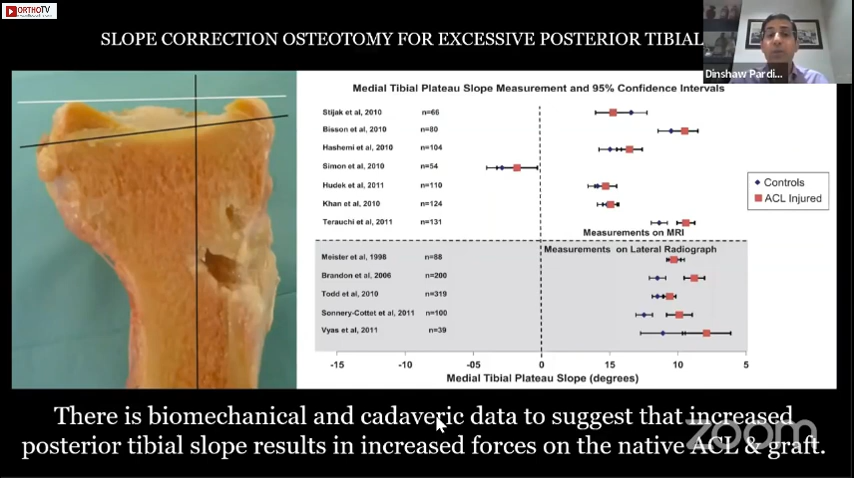 ORTHOTV
SLOPE CORRECTION OSTEOTOMY FOR EXCESSIVE POSTERIOR TIBIAL
Dinshaw Pardi...
Medial Tibial Plateau Slope Measurement and 95% Confidence Intervals
Stijak et al, 2010 n=66
Bisson et al, 2010 n=80
Hashemi et al, 2010 n=104
Simon et al, 2010 n=54
Hudek et al, 2011 n=110
Khan et al, 2010 n=124
Terauchi et al, 2011 n=131
Controls
ACL Injured
Measurements on MRI
Measurements on Lateral Radiograph
Meister et al, 1998 n=88
Brandon et al, 2006 n=200
Todd et al, 2010 n=319
Sonnery-Cottet et al, 2011 n=100
Vyas et al, 2011 n=39
-15 -10 -05 0 15 10 5
Medial Tibial Plateau Slope (degrees)
There is biomechanical and cadaveric data to suggest that increased
posterior tibial slope results in increased forces on the native ACL & graft.
zoom